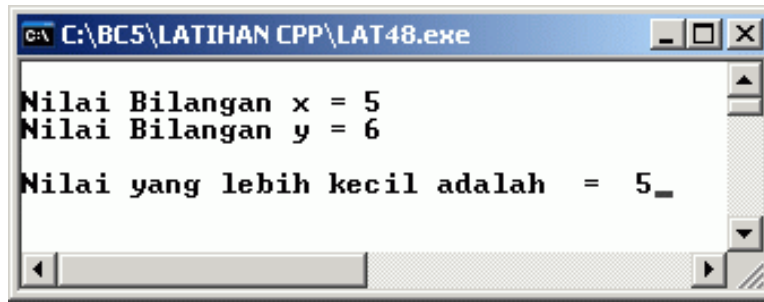 C:\BC5\LATIHAN CPP\LAT48.exe
Nilai Bilangan x = 5
Nilai Bilangan y = 6
Nilai yang lebih kecil adalah  =  5_